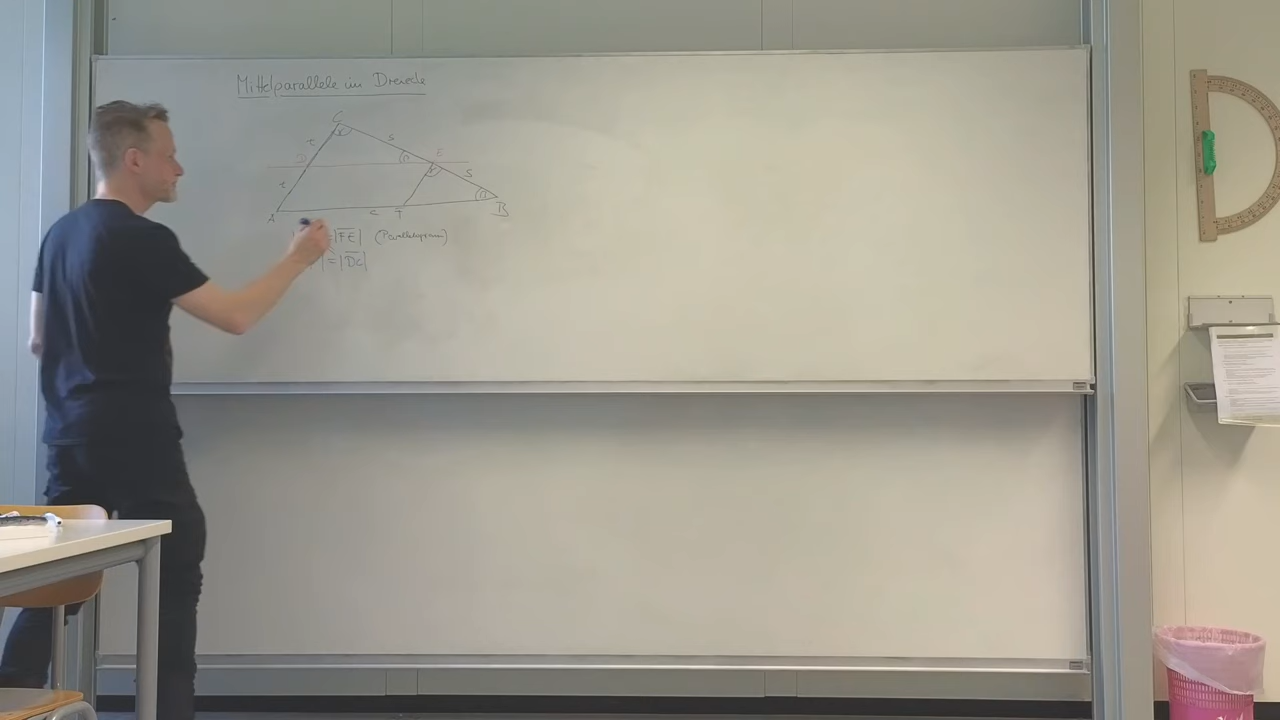 Mittelparallele im Dreieck
C
s
D
E
s
A
c
F
B
=|FE| (Parallelogramm)
|=|DC|